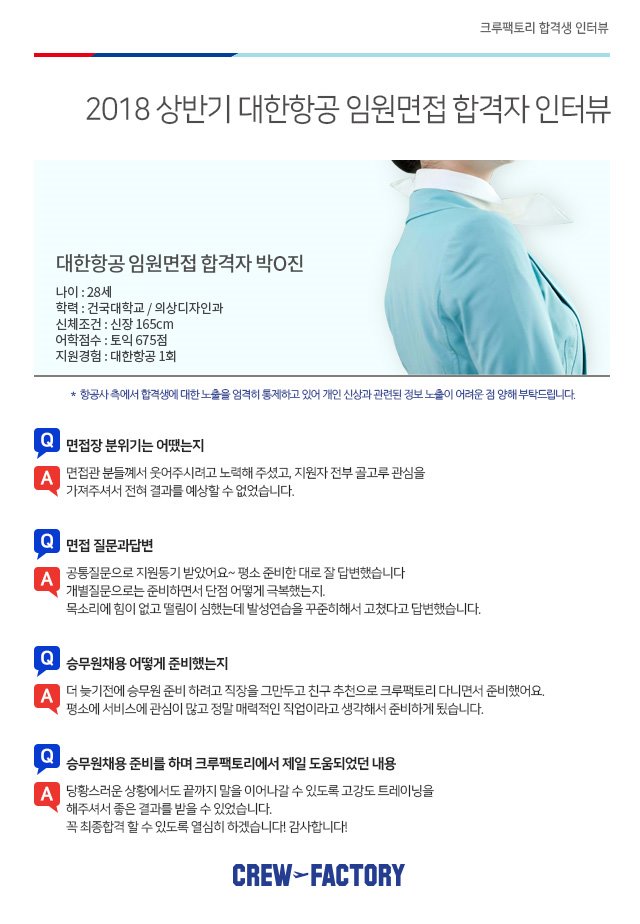 크루팩토리 합격생 인터뷰
2018 상반기 대한항공 임원면접 합격자 인터뷰
대한항공 임원면접 합격자 박O진
나이 : 28세
학력 : 건국대학교 / 의상디자인과
신체조건 : 신장 165cm
어학점수 : 토익 675점
지원경험 : 대한항공 1회
* 항공사 측에서 합격생에 대한 노출을 엄격히 통제하고 있어 개인 신상과 관련된 정보 노출이 어려운 점 양해 부탁드립니다.
Q 면접장 분위기는 어땠는지
A 면접관 분들께서 웃어주시려고 노력해 주셨고, 지원자 전부 골고루 관심을
가져주셔서 전혀 결과를 예상할 수 없었습니다.
Q 면접 질문과답변
A 공통질문으로 지원동기 받았어요~ 평소 준비한 대로 잘 답변했습니다
개별질문으로는 준비하면서 단점 어떻게 극복했는지.
목소리에 힘이 없고 떨림이 심했는데 발성연습을 꾸준히해서 고쳤다고 답변했습니다.
Q 승무원채용 어떻게 준비했는지
A 더 늦기전에 승무원 준비 하려고 직장을 그만두고 친구 추천으로 크루팩토리 다니면서 준비했어요.
평소에 서비스에 관심이 많고 정말 매력적인 직업이라고 생각해서 준비하게 됬습니다.
Q 승무원채용 준비를 하며 크루팩토리에서 제일 도움되었던 내용
A 당황스러운 상황에서도 끝까지 말을 이어나갈 수 있도록 고강도 트레이닝을
해주셔서 좋은 결과를 받을 수 있었습니다.
꼭 최종합격 할 수 있도록 열심히 하겠습니다! 감사합니다!
CREW FACTORY